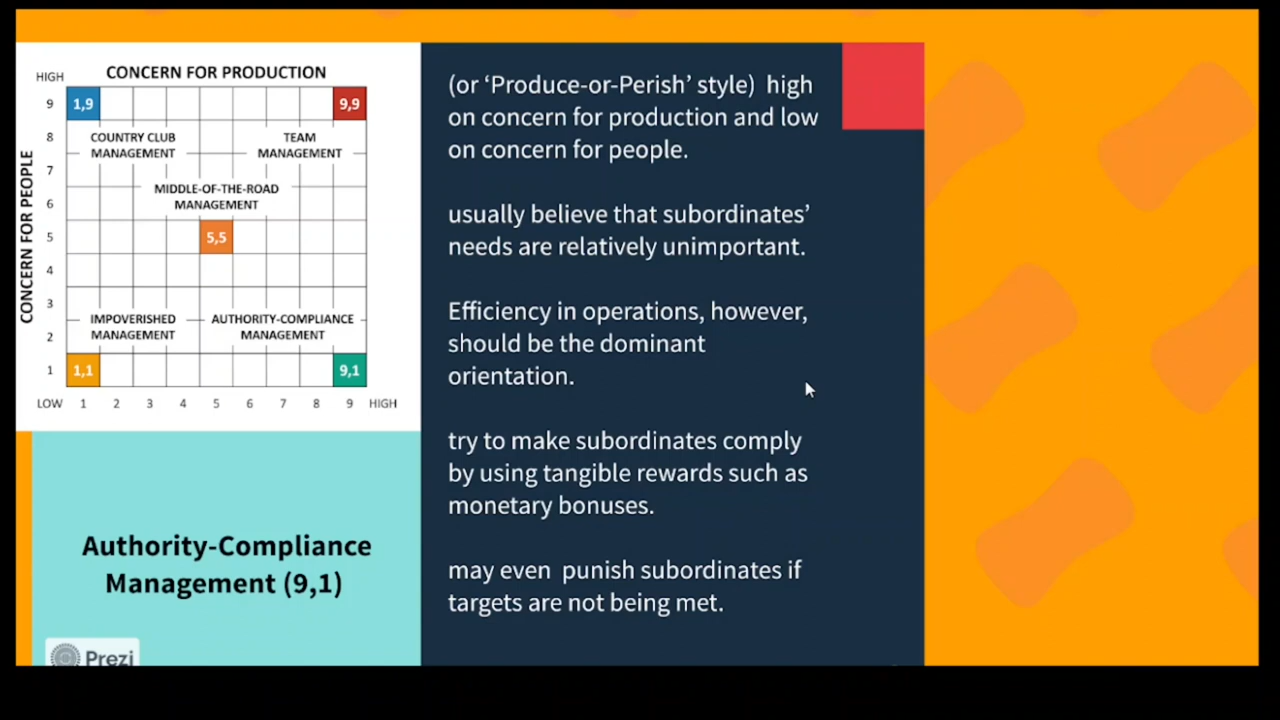 CONCERN FOR PRODUCTION
HIGH
9
1,9
9,9
8
COUNTRY CLUB
MANAGEMENT
TEAM
MANAGEMENT
7
MIDDLE-OF-THE-ROAD
MANAGEMENT
6
5
5,5
4
3
IMPOVERISHED
MANAGEMENT
AUTHORITY-COMPLIANCE
MANAGEMENT
2
1
1,1
9,1
LOW 1 2 3 4 5 6 7 8 9 HIGH
CONCERN FOR PEOPLE
Authority-Compliance
Management (9,1)
Prezi
(or ‘Produce-or-Perish’ style)  high
on concern for production and low
on concern for people.
usually believe that subordinates’
needs are relatively unimportant.
Efficiency in operations, however,
should be the dominant
orientation.
try to make subordinates comply
by using tangible rewards such as
monetary bonuses.
may even  punish subordinates if
targets are not being met.